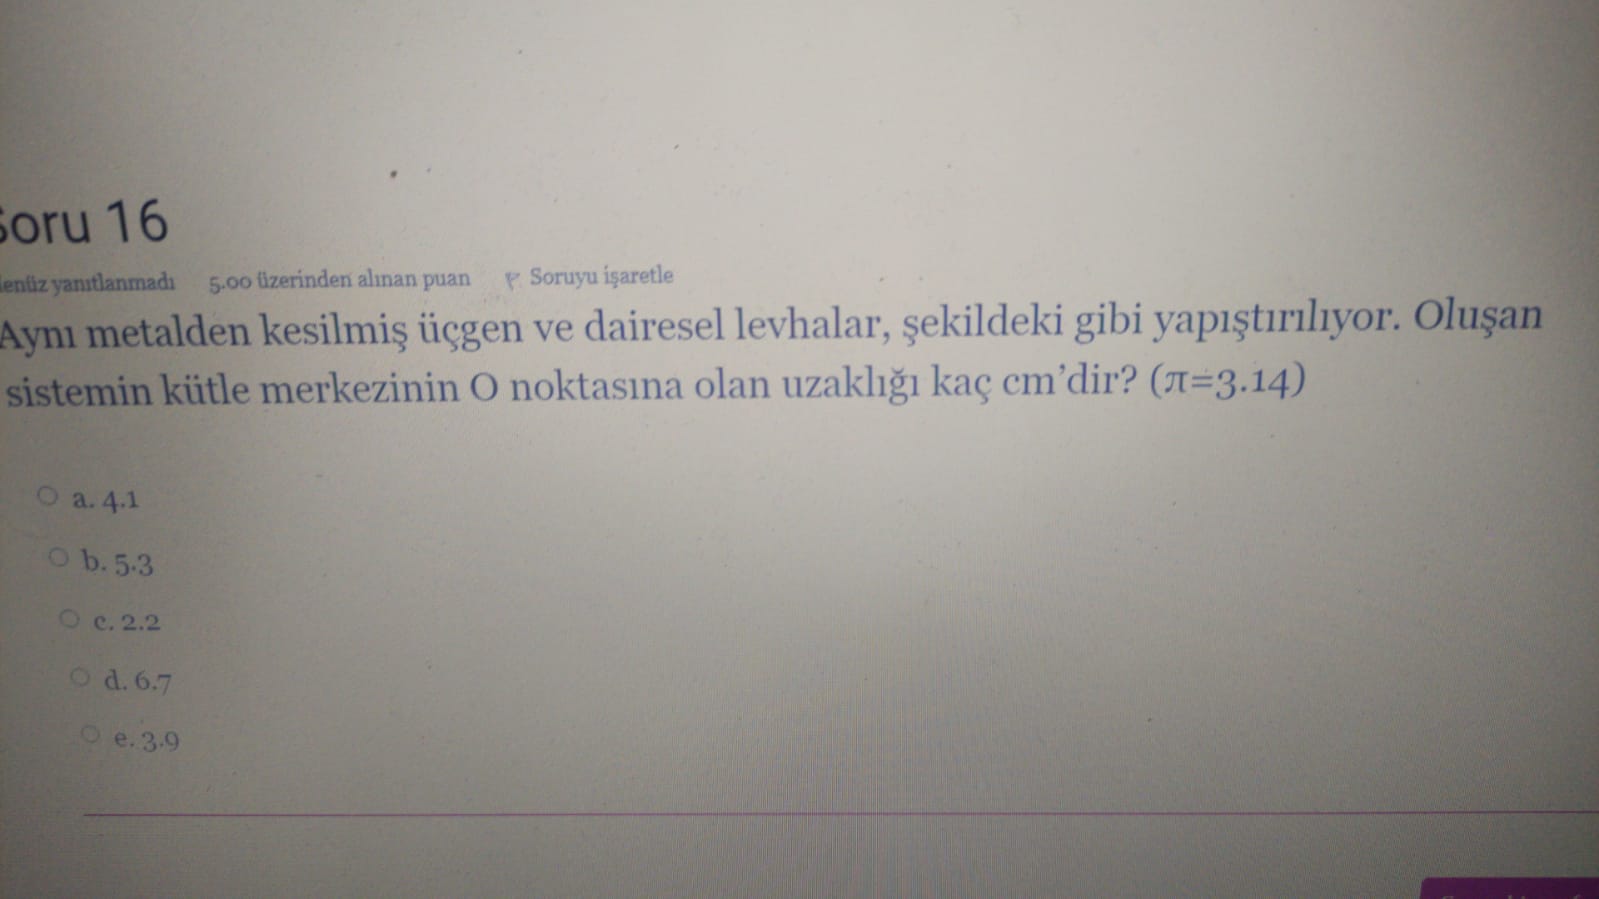 Soru 16
Henüz yanıtlanmadı 5.00 üzerinden alınan puan Soruyu işaretle
Aynı metalden kesilmiş üçgen ve dairesel levhalar, şekildeki gibi yapıştırılıyor. Oluşan
sistemin kütle merkezinin O noktasına olan uzaklığı kaç cm'dir? (π=3.14)
a. 4.1
b. 5.3
c. 2.2
d. 6.7
e. 3.9